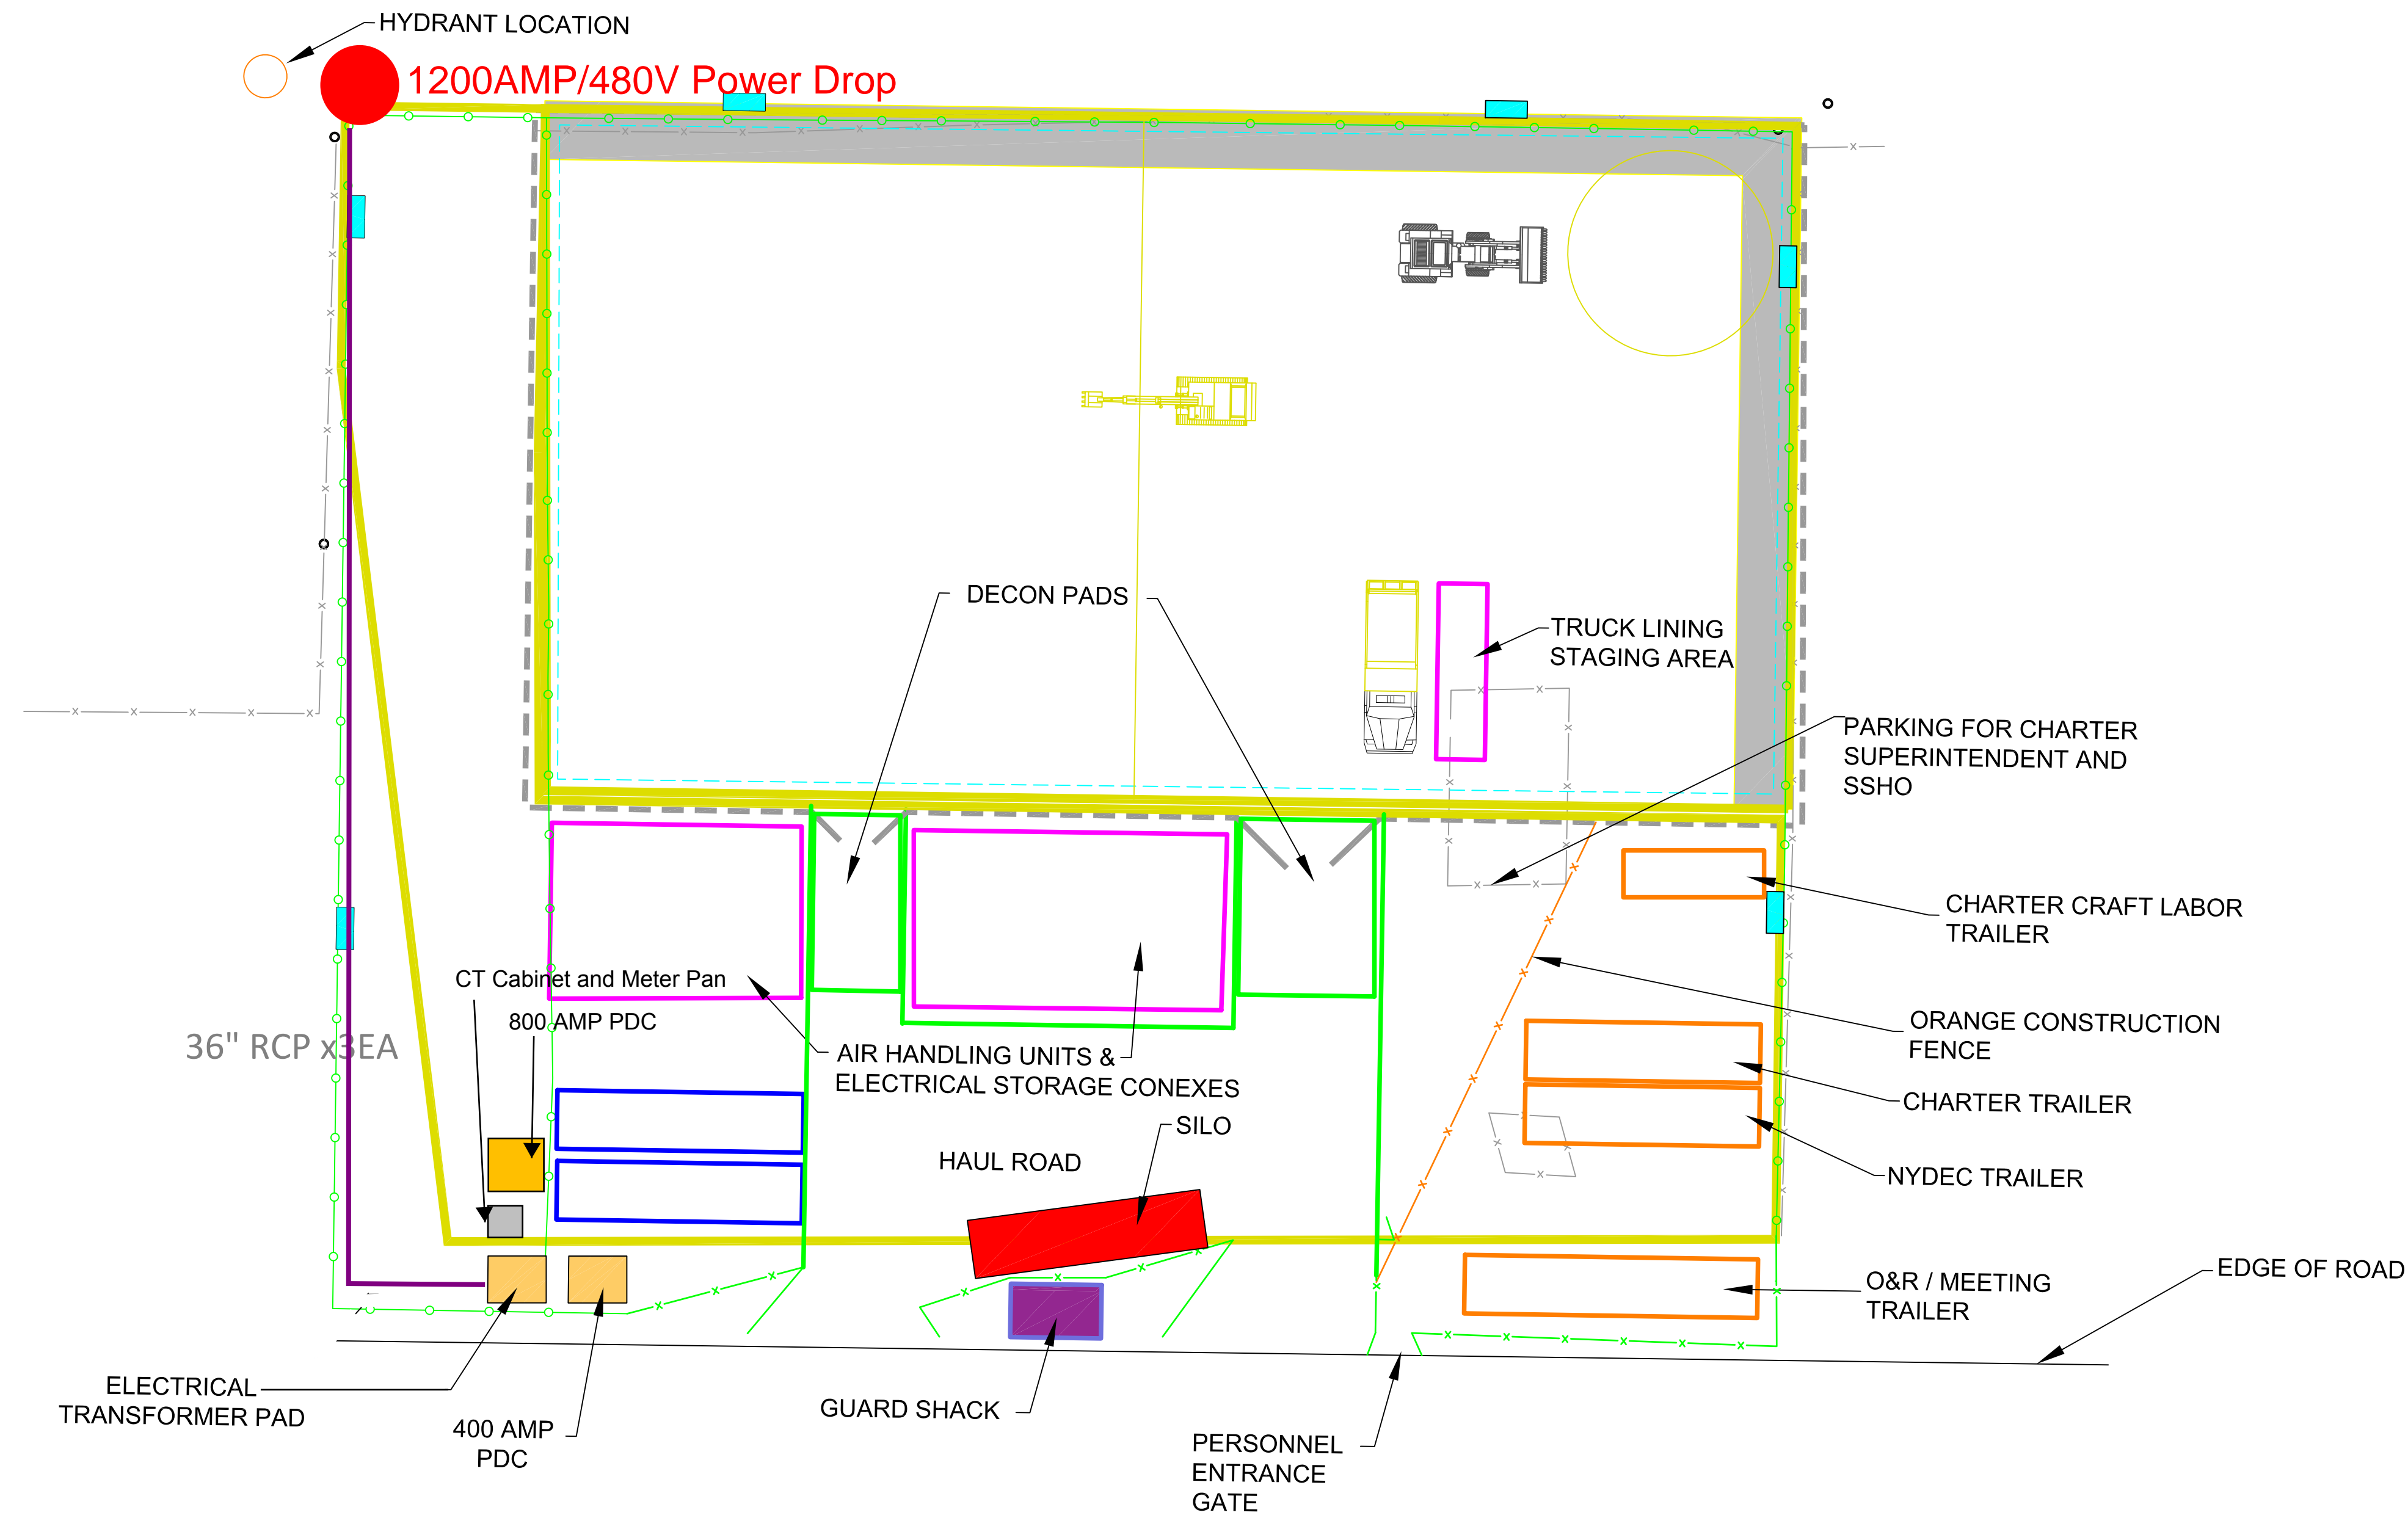 HYDRANT LOCATION
1200AMP/480V Power Drop
DECON PADS
TRUCK LINING
STAGING AREA
PARKING FOR CHARTER
SUPERINTENDENT AND
SSHO
CHARTER CRAFT LABOR
TRAILER
CT Cabinet and Meter Pan
800 AMP PDC
36" RCP x3EA
AIR HANDLING UNITS &
ELECTRICAL STORAGE CONEXES
ORANGE CONSTRUCTION
FENCE
CHARTER TRAILER
SILO
HAUL ROAD
NYDEC TRAILER
EDGE OF ROAD
O&R / MEETING
TRAILER
ELECTRICAL
TRANSFORMER PAD
400 AMP
PDC
GUARD SHACK
PERSONNEL
ENTRANCE
GATE